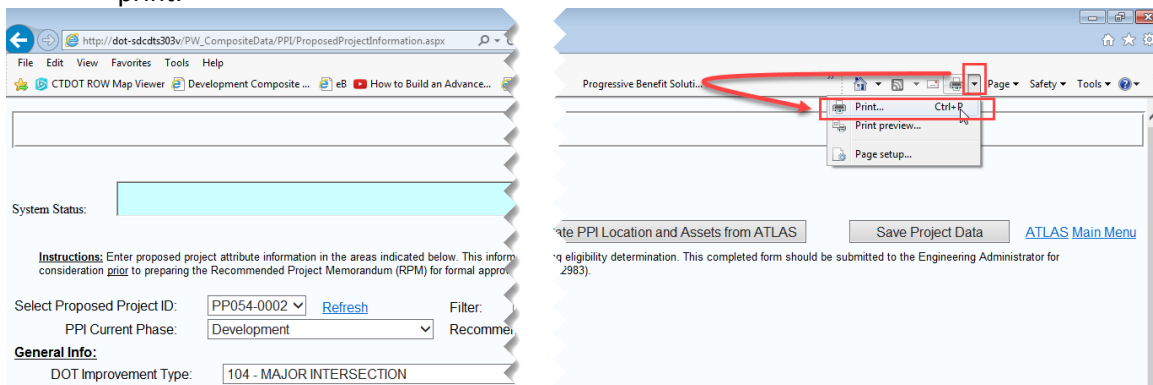 print.
http://dot-sdcdts303v/PW_CompositeData/PPI/ProposedProjectInformation.aspx
File Edit View Favorites Tools Help
CTDOT ROW Map Viewer Development Composite ... eB How to Build an Advance...
System Status:
Instructions: Enter proposed project attribute information in the areas indicated below. This inform
consideration prior to preparing the Recommended Project Memorandum (RPM) for formal approv
Select Proposed Project ID: PP054-0002 Refresh Filter:
PPI Current Phase: Development Recommen
General Info:
DOT Improvement Type: 104 - MAJOR INTERSECTION
Progressive Benefit Soluti... Page Safety Tools
Print... Ctrl+P
Print preview...
Page setup...
ate PPI Location and Assets from ATLAS Save Project Data ATLAS Main Menu
g eligibility determination. This completed form should be submitted to the Engineering Administrator for
2983).